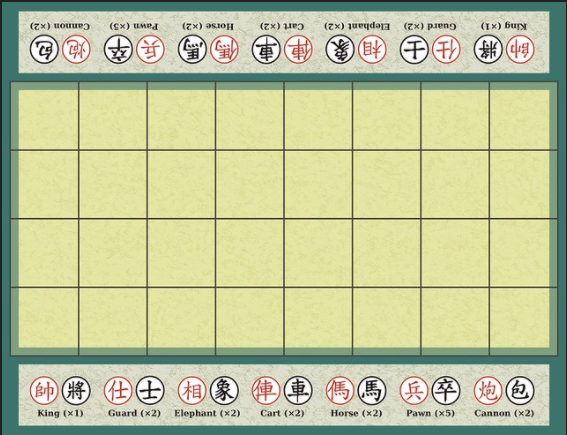 帥 將 仕 士 相 象 俥 車 傌 馬 兵 卒 炮 包
King (×1) Guard (×2) Elephant (×2) Cart (×2) Horse (×2) Pawn (×5) Cannon (×2)
帥 將 仕 士 相 象 俥 車 傌 馬 兵 卒 炮 包
King (×1) Guard (×2) Elephant (×2) Cart (×2) Horse (×2) Pawn (×5) Cannon (×2)